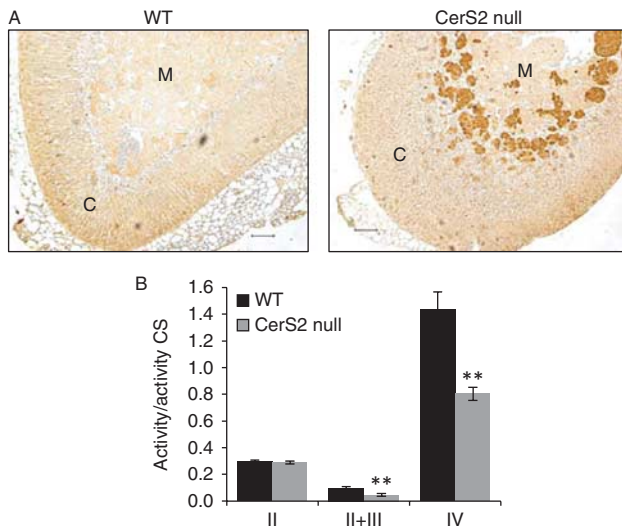 A
WT
CerS2 null
M
C
M
C
B
WT
CerS2 null
Activity/activity CS
1.6
1.4
1.2
1.0
0.8
0.6
0.4
0.2
0.0
**
**
II
II+III
IV